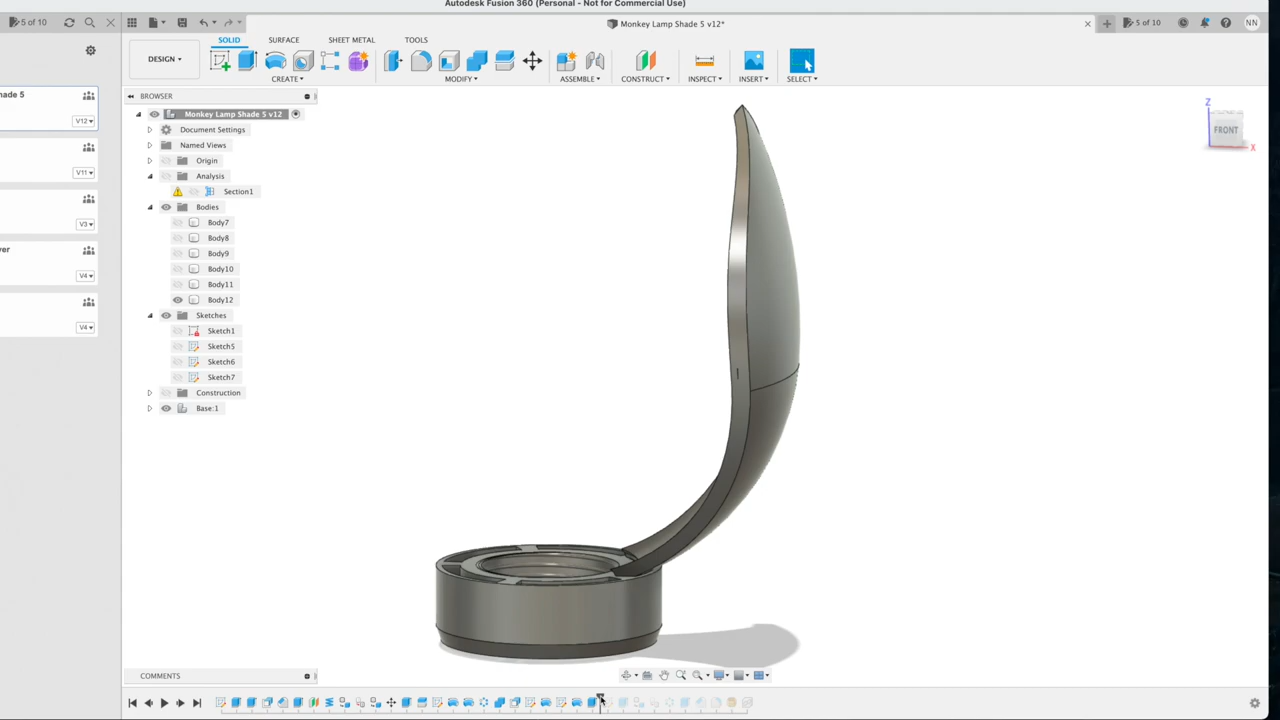 Autodesk Fusion 360 (Personal - Not for Commercial Use)
5 of 10
Monkey Lamp Shade 5 v12*
5 of 10
NN
SOLID
SURFACE
SHEET METAL
TOOLS
DESIGN
CREATE
MODIFY
ASSEMBLE
CONSTRUCT
INSPECT
INSERT
SELECT
hade 5
V12
V11
V3
ver
V4
V4
BROWSER
Monkey Lamp Shade 5 v12
Document Settings
Named Views
Origin
Analysis
Section1
Bodies
Body7
Body8
Body9
Body10
Body11
Body12
Sketches
Sketch1
Sketch5
Sketch6
Sketch7
Construction
Base:1
Z
FRONT
X
COMMENTS